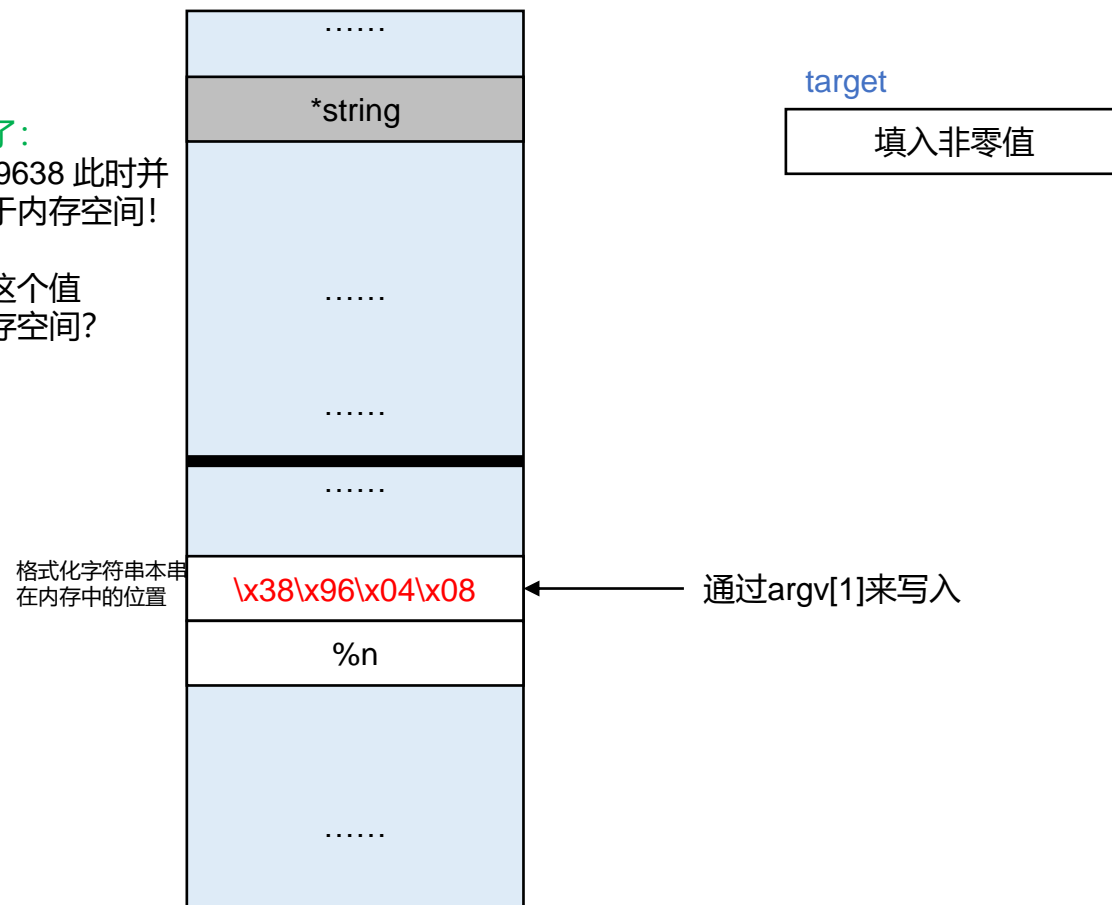 ……
target
*string
填入非零值
了：
9638 此时并
于内存空间！
这个值
存空间？
……
……
……
格式化字符串本串
在内存中的位置
\x38\x96\x04\x08
通过argv[1]来写入
%n
……